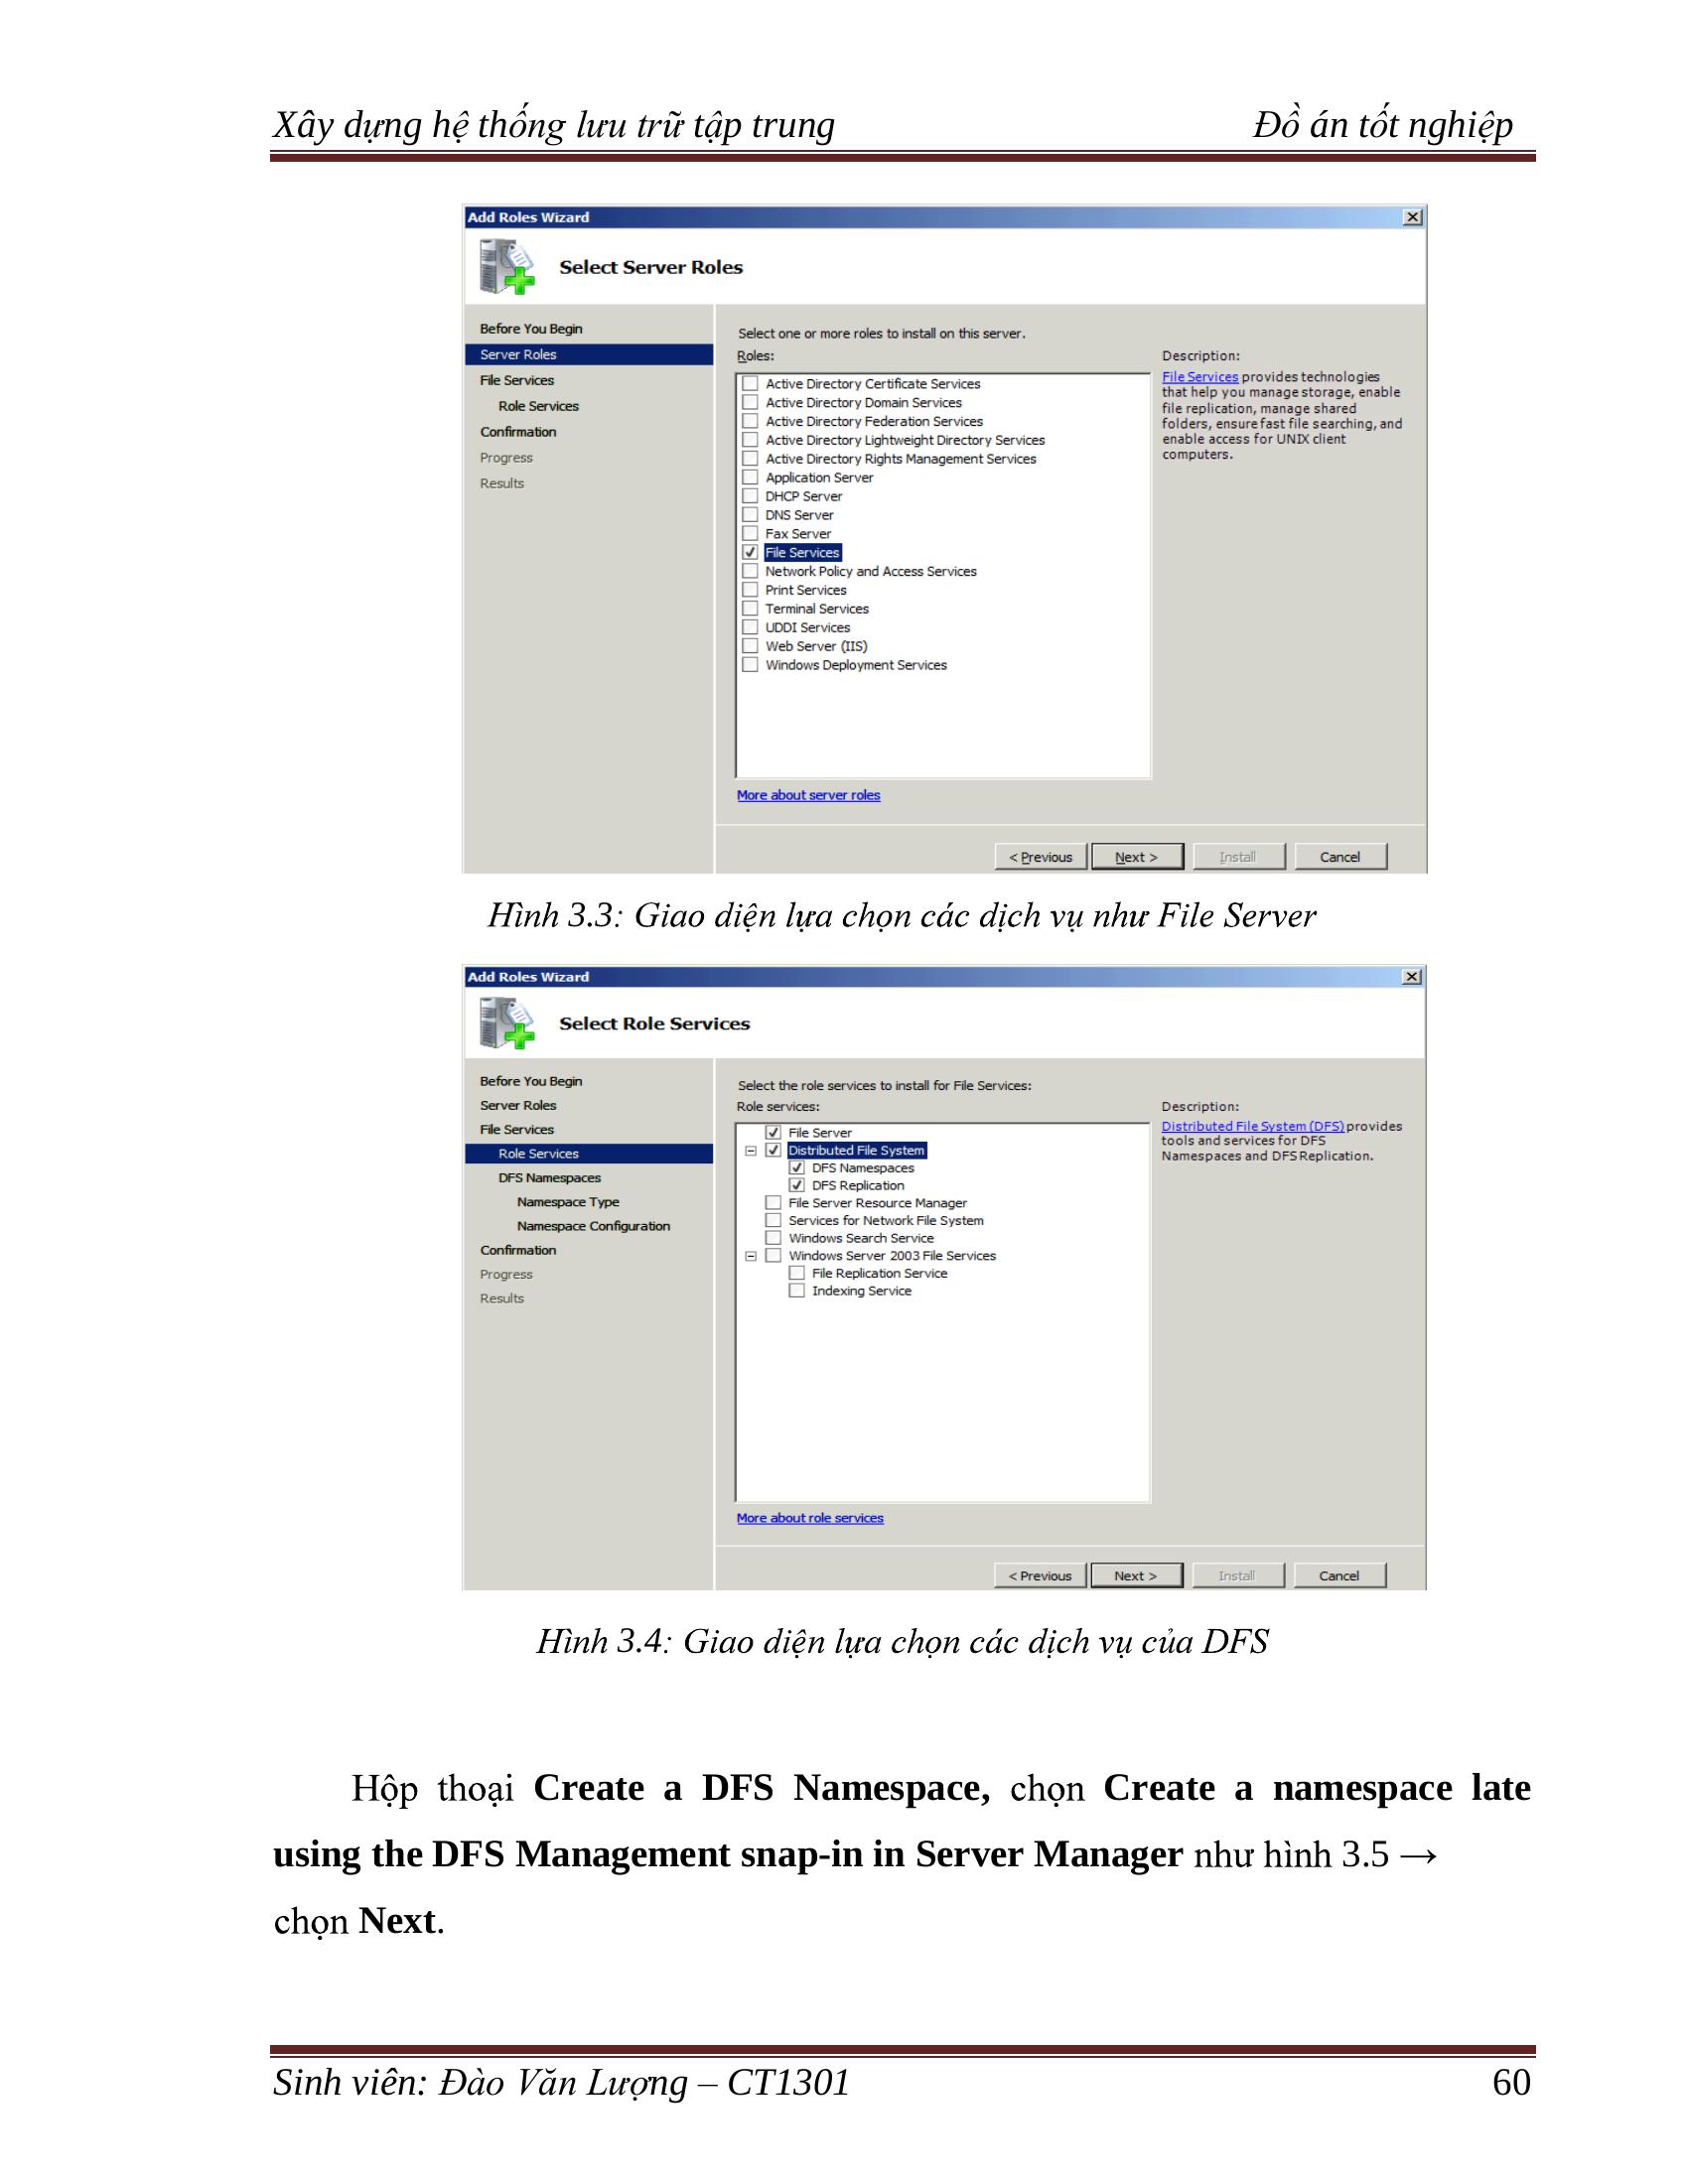 Xây dựng hệ thống lưu trữ tập trung Đồ án tốt nghiệp
Add Roles Wizard
Select Server Roles
Before You Begin
Server Roles
File Services
Role Services
Confirmation
Progress
Results
Select one or more roles to install on this server.
Roles:
Active Directory Certificate Services
Active Directory Domain Services
Active Directory Federation Services
Active Directory Lightweight Directory Services
Active Directory Rights Management Services
Application Server
DHCP Server
DNS Server
Fax Server
File Services
Network Policy and Access Services
Print Services
Terminal Services
UDDI Services
Web Server (IIS)
Windows Deployment Services
More about server roles
Description:
File Services provides technologies
that help you manage storage, enable
file replication, manage shared
folders, ensure fast file searching, and
enable access for UNIX client
computers.
< Previous Next > Install Cancel
Hình 3.3: Giao diện lựa chọn các dịch vụ như File Server
Add Roles Wizard
Select Role Services
Before You Begin
Server Roles
File Services
Role Services
DFS Namespaces
Namespace Type
Namespace Configuration
Confirmation
Progress
Results
Select the role services to install for File Services:
Role services:
File Server
Distributed File System
DFS Namespaces
DFS Replication
File Server Resource Manager
Services for Network File System
Windows Search Service
Windows Server 2003 File Services
File Replication Service
Indexing Service
More about role services
Description:
Distributed File System (DFS) provides
tools and services for DFS
Namespaces and DFS Replication.
< Previous Next > Install Cancel
Hình 3.4: Giao diện lựa chọn các dịch vụ của DFS
Hộp thoại Create a DFS Namespace, chọn Create a namespace late
using the DFS Management snap-in in Server Manager như hình 3.5 →
chọn Next.
Sinh viên: Đào Văn Lượng – CT1301 60